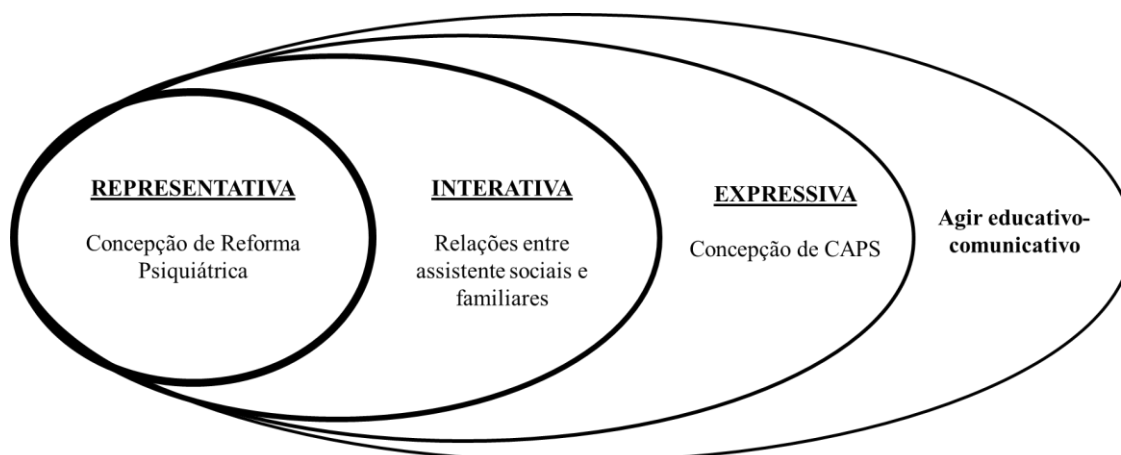 REPRESENTATIVA
Concepção de Reforma
Psiquiátrica
INTERATIVA
Relações entre
assistente sociais e
familiares
EXPRESSIVA
Concepção de CAPS
Agir educativo-
comunicativo